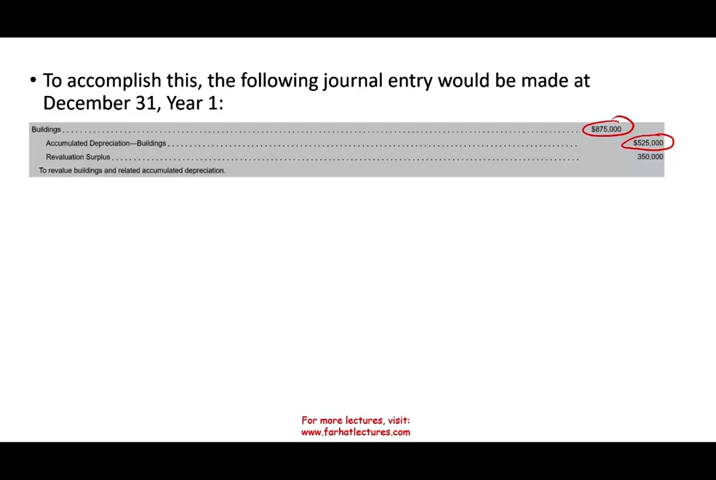 • To accomplish this, the following journal entry would be made at
December 31, Year 1:
Buildings . . . . . . . . . . . . . . . . . . . . . . . . . . . . . . $875,000
Accumulated Depreciation—Buildings . . . . . . . . . . . . . . . . . . . . $525,000
Revaluation Surplus . . . . . . . . . . . . . . . . . . . . . . . . . 350,000
To revalue buildings and related accumulated depreciation.
For more lectures, visit:
www.farhatlectures.com